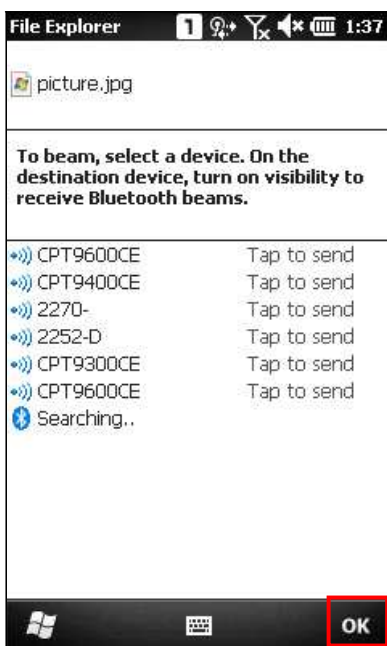 File Explorer 1 1:37
picture.jpg
To beam, select a device. On the
destination device, turn on visibility to
receive Bluetooth beams.
CPT9600CE Tap to send
CPT9400CE Tap to send
2270- Tap to send
2252-D Tap to send
CPT9300CE Tap to send
CPT9600CE Tap to send
Searching..
OK